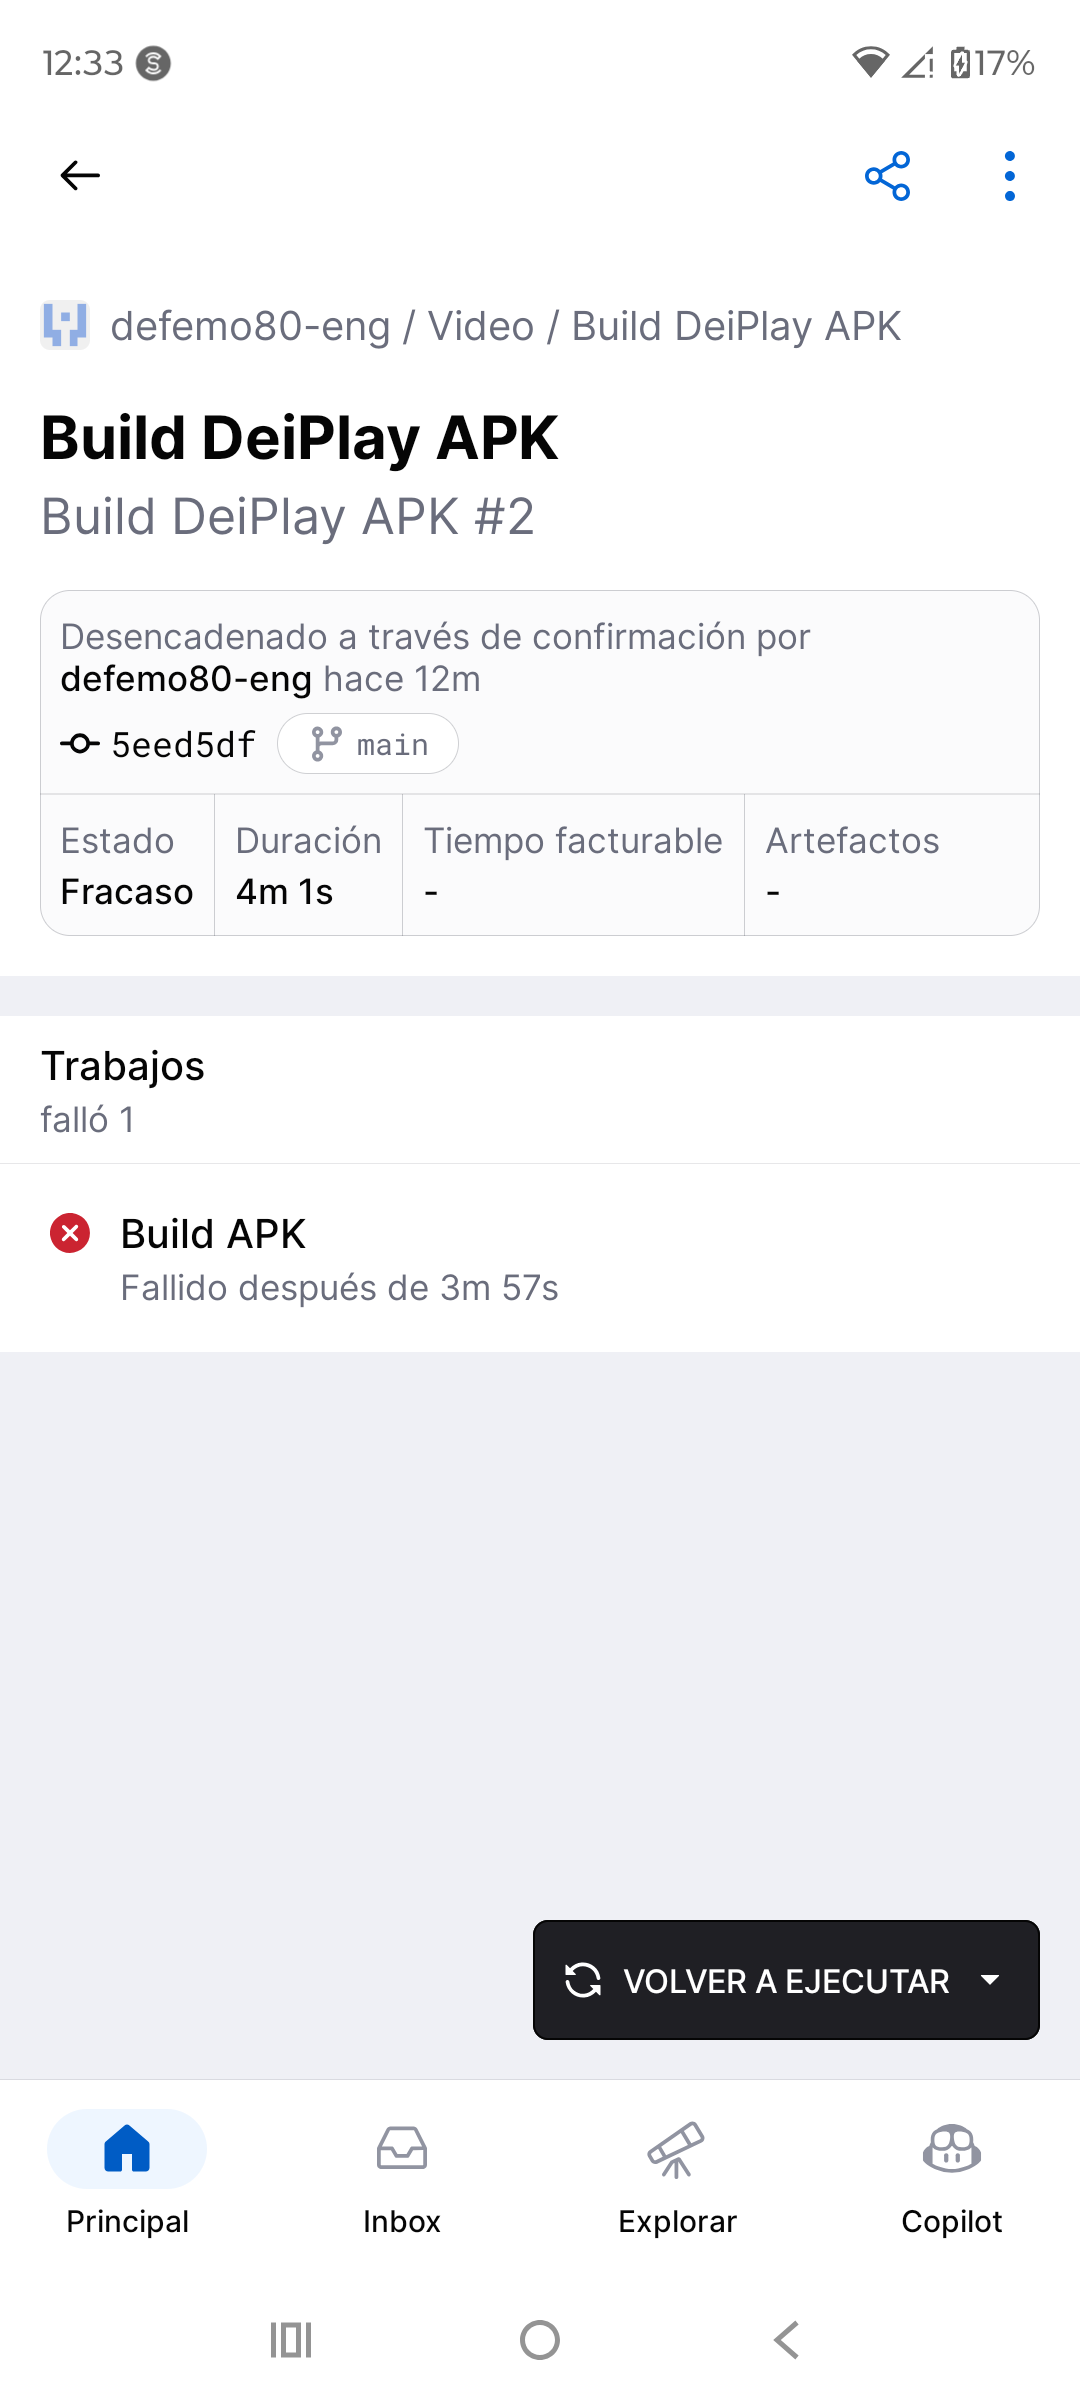 12:33
17%
defemo80-eng / Video / Build DeiPlay APK
Build DeiPlay APK
Build DeiPlay APK #2
Desencadenado a través de confirmación por
defemo80-eng hace 12m
5eed5df main
Estado Duración Tiempo facturable Artefactos
Fracaso 4m 1s - -
Trabajos
falló 1
Build APK
Fallido después de 3m 57s
VOLVER A EJECUTAR
Principal Inbox Explorar Copilot